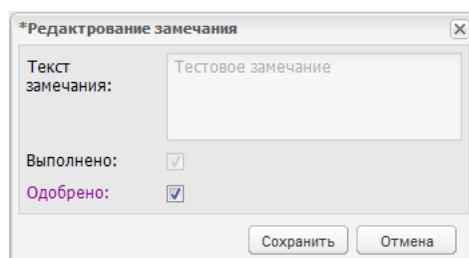 *Редактрование замечания
Текст
замечания:
Тестовое замечание
Выполнено:
Одобрено:
Сохранить
Отмена